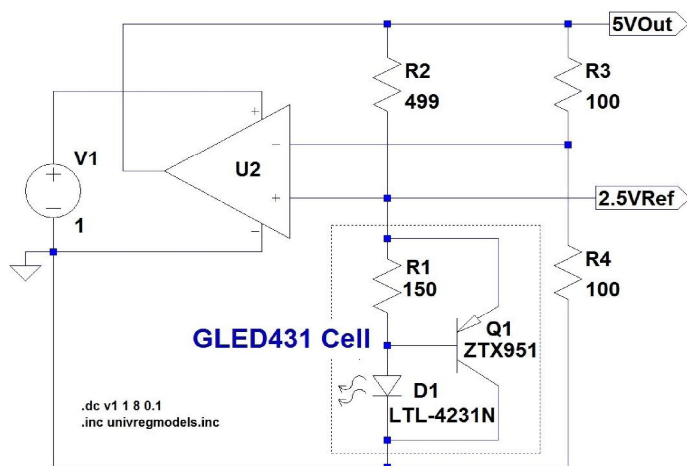 5VOut
R2
499
R3
100
V1
1
U2
2.5VRef
R1
150
R4
100
GLED431 Cell
Q1
ZTX951
D1
LTL-4231N
.dc v1 1 8 0.1
.inc univregmodels.inc